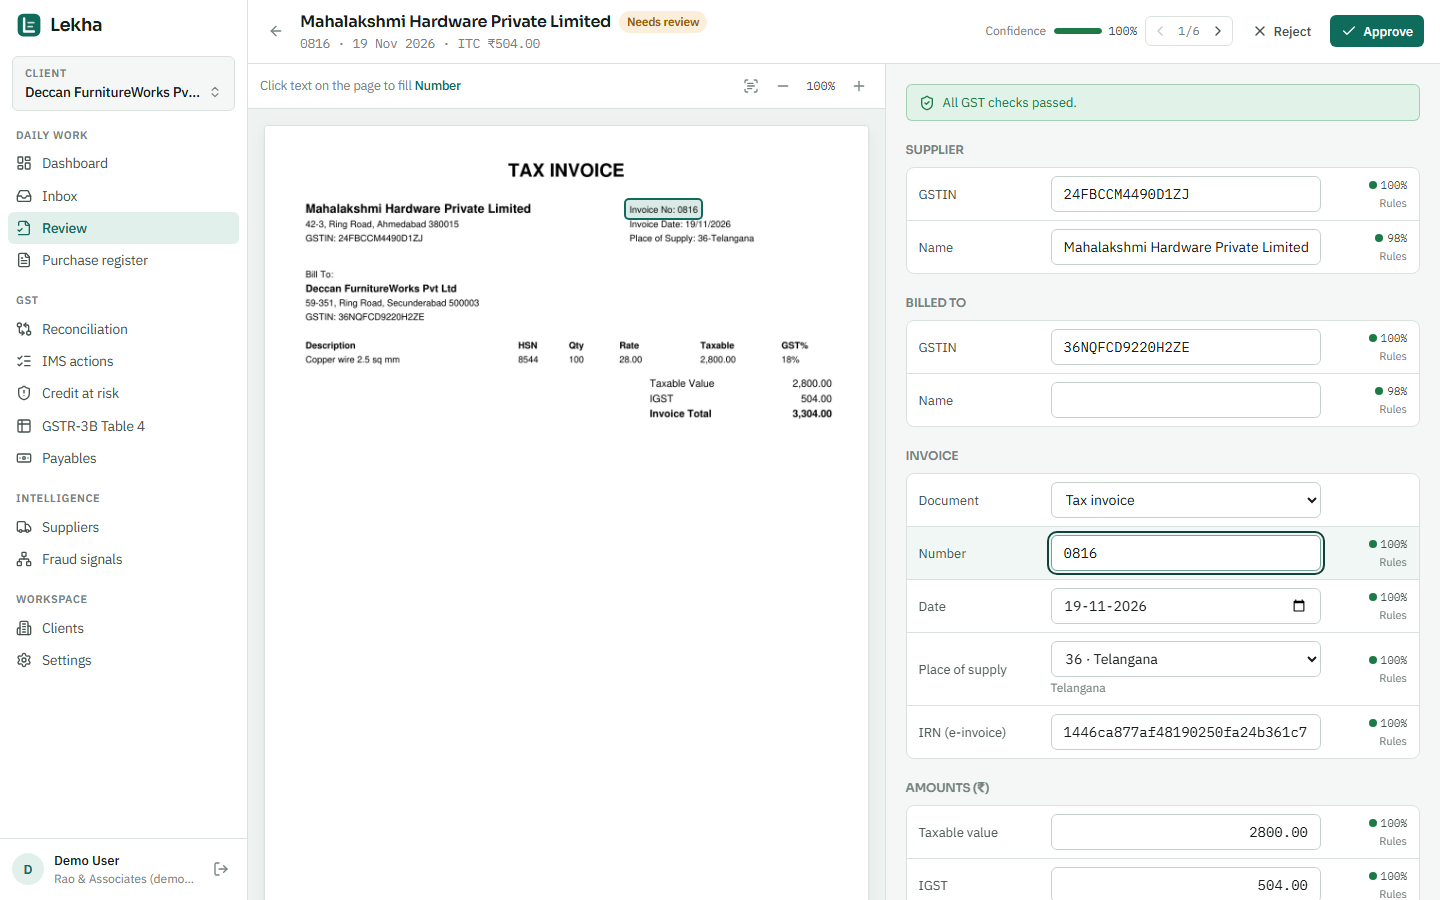 Lekha
CLIENT
Deccan FurnitureWorks Pv...
DAILY WORK
Dashboard
Inbox
Review
Purchase register
GST
Reconciliation
IMS actions
Credit at risk
GSTR-3B Table 4
Payables
INTELLIGENCE
Suppliers
Fraud signals
WORKSPACE
Clients
Settings
D
Demo User
Rao & Associates (demo...
Mahalakshmi Hardware Private Limited Needs review
0816 · 19 Nov 2026 · ITC ₹504.00
Confidence 100% 1/6 Reject Approve
Click text on the page to fill Number 100%
TAX INVOICE
Mahalakshmi Hardware Private Limited
42-3, Ring Road, Ahmedabad 380015
GSTIN: 24FBCCM4490D1ZJ
Invoice No: 0816
Invoice Date: 19/11/2026
Place of Supply: 36-Telangana
Bill To:
Deccan FurnitureWorks Pvt Ltd
59-351, Ring Road, Secunderabad 500003
GSTIN: 36NQFCD9220H2ZE
Description HSN Qty Rate Taxable GST%
Copper wire 2.5 sq mm 8544 100 28.00 2,800.00 18%
Taxable Value 2,800.00
IGST 504.00
Invoice Total 3,304.00
All GST checks passed.
SUPPLIER
GSTIN 24FBCCM4490D1ZJ 100%
Rules
Name Mahalakshmi Hardware Private Limited 98%
Rules
BILLED TO
GSTIN 36NQFCD9220H2ZE 100%
Rules
Name 98%
Rules
INVOICE
Document Tax invoice
Number 0816 100%
Rules
Date 19-11-2026 100%
Rules
Place of supply 36 · Telangana 100%
Rules
Telangana
IRN (e-invoice) 1446ca877af48190250fa24b361c7 100%
Rules
AMOUNTS (₹)
Taxable value 2800.00 100%
Rules
IGST 504.00 100%
Rules